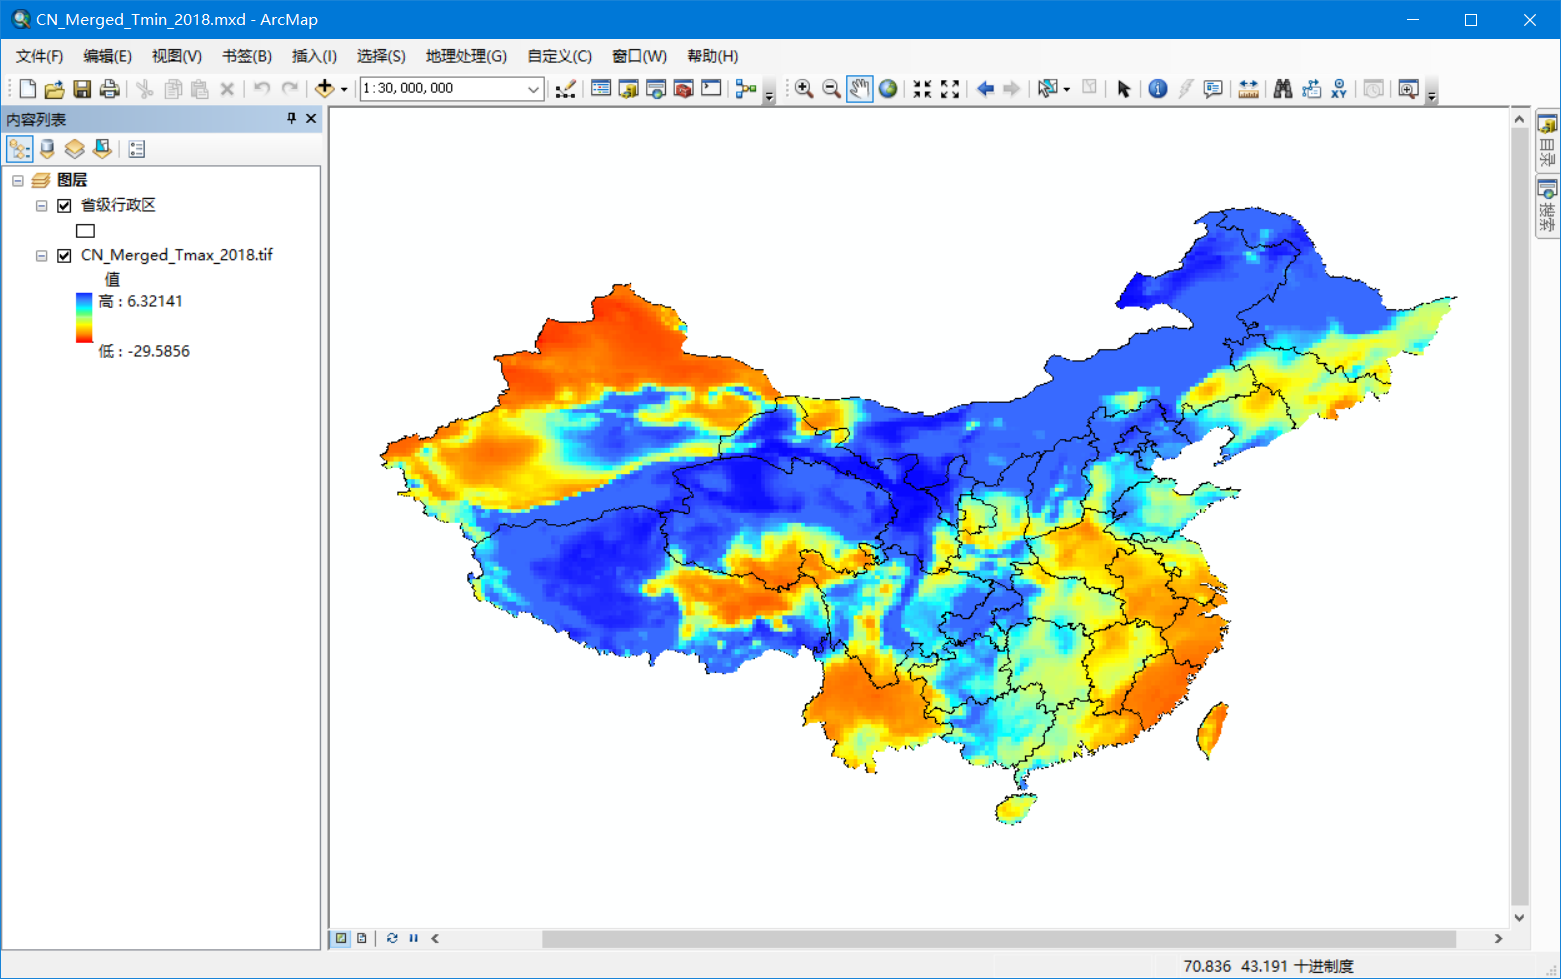 CN_Merged_Tmin_2018.mxd - ArcMap
文件(F) 编辑(E) 视图(V) 书签(B) 插入(I) 选择(S) 地理处理(G) 自定义(C) 窗口(W) 帮助(H)
1:30,000,000
XY
内容列表
图层
省级行政区
CN_Merged_Tmax_2018.tif
值
高 : 6.32141
低 : -29.5856
目录
搜索
70.836 43.191 十进制度